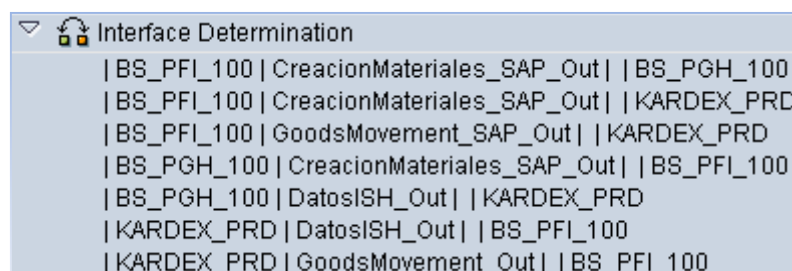 Interface Determination
| BS_PFI_100 | CreacionMateriales_SAP_Out | | BS_PGH_100
| BS_PFI_100 | CreacionMateriales_SAP_Out | | KARDEX_PRD
| BS_PFI_100 | GoodsMovement_SAP_Out | | KARDEX_PRD
| BS_PGH_100 | CreacionMateriales_SAP_Out | | BS_PFI_100
| BS_PGH_100 | DatosISH_Out | | KARDEX_PRD
| KARDEX_PRD | DatosISH_Out | | BS_PFI_100
| KARDEX_PRD | GoodsMovement_Out | | BS_PFI_100